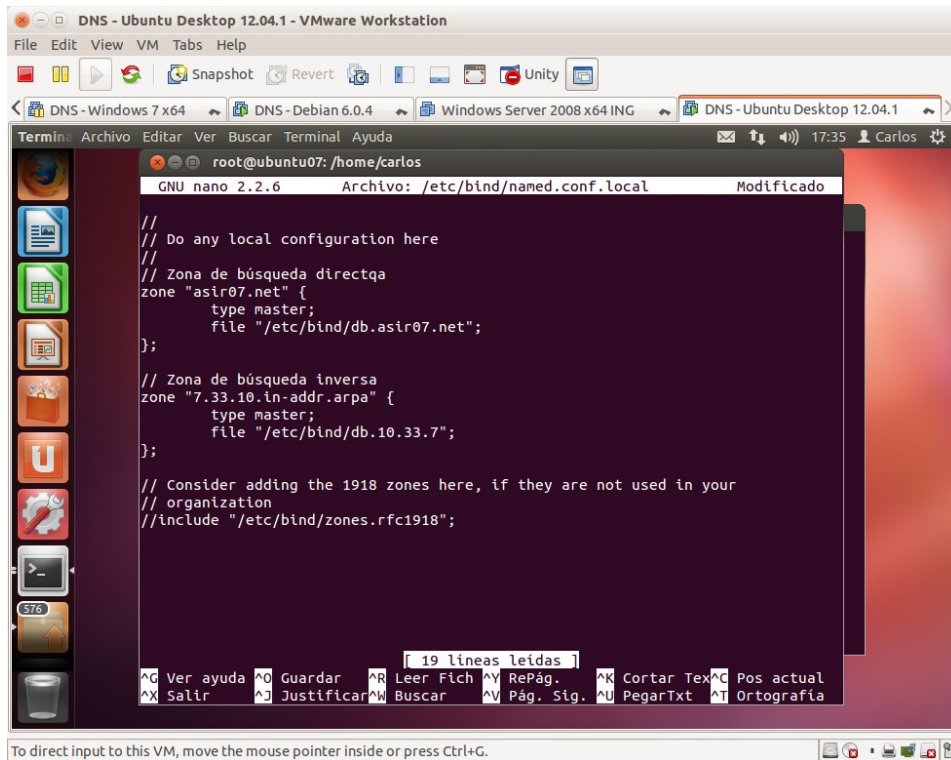 DNS - Ubuntu Desktop 12.04.1 - VMware Workstation
File Edit View VM Tabs Help
Snapshot Revert Unity
DNS - Windows 7 x64 DNS - Debian 6.0.4 Windows Server 2008 x64 ING DNS - Ubuntu Desktop 12.04.1
Termina Archivo Editar Ver Buscar Terminal Ayuda 17:35 Carlos
root@ubuntu07: /home/carlos
GNU nano 2.2.6 Archivo: /etc/bind/named.conf.local Modificado
//
// Do any local configuration here
//
// Zona de búsqueda directqa
zone "asir07.net" {
type master;
file "/etc/bind/db.asir07.net";
};
// Zona de búsqueda inversa
zone "7.33.10.in-addr.arpa" {
type master;
file "/etc/bind/db.10.33.7";
};
// Consider adding the 1918 zones here, if they are not used in your
// organization
//include "/etc/bind/zones.rfc1918";
>_
576
[ 19 líneas leídas ]
^G Ver ayuda ^O Guardar ^R Leer Fich ^Y RePág. ^K Cortar Tex ^C Pos actual
^X Salir ^J Justificar ^W Buscar ^V Pág. Sig. ^U PegarTxt ^T Ortografía
To direct input to this VM, move the mouse pointer inside or press Ctrl+G.